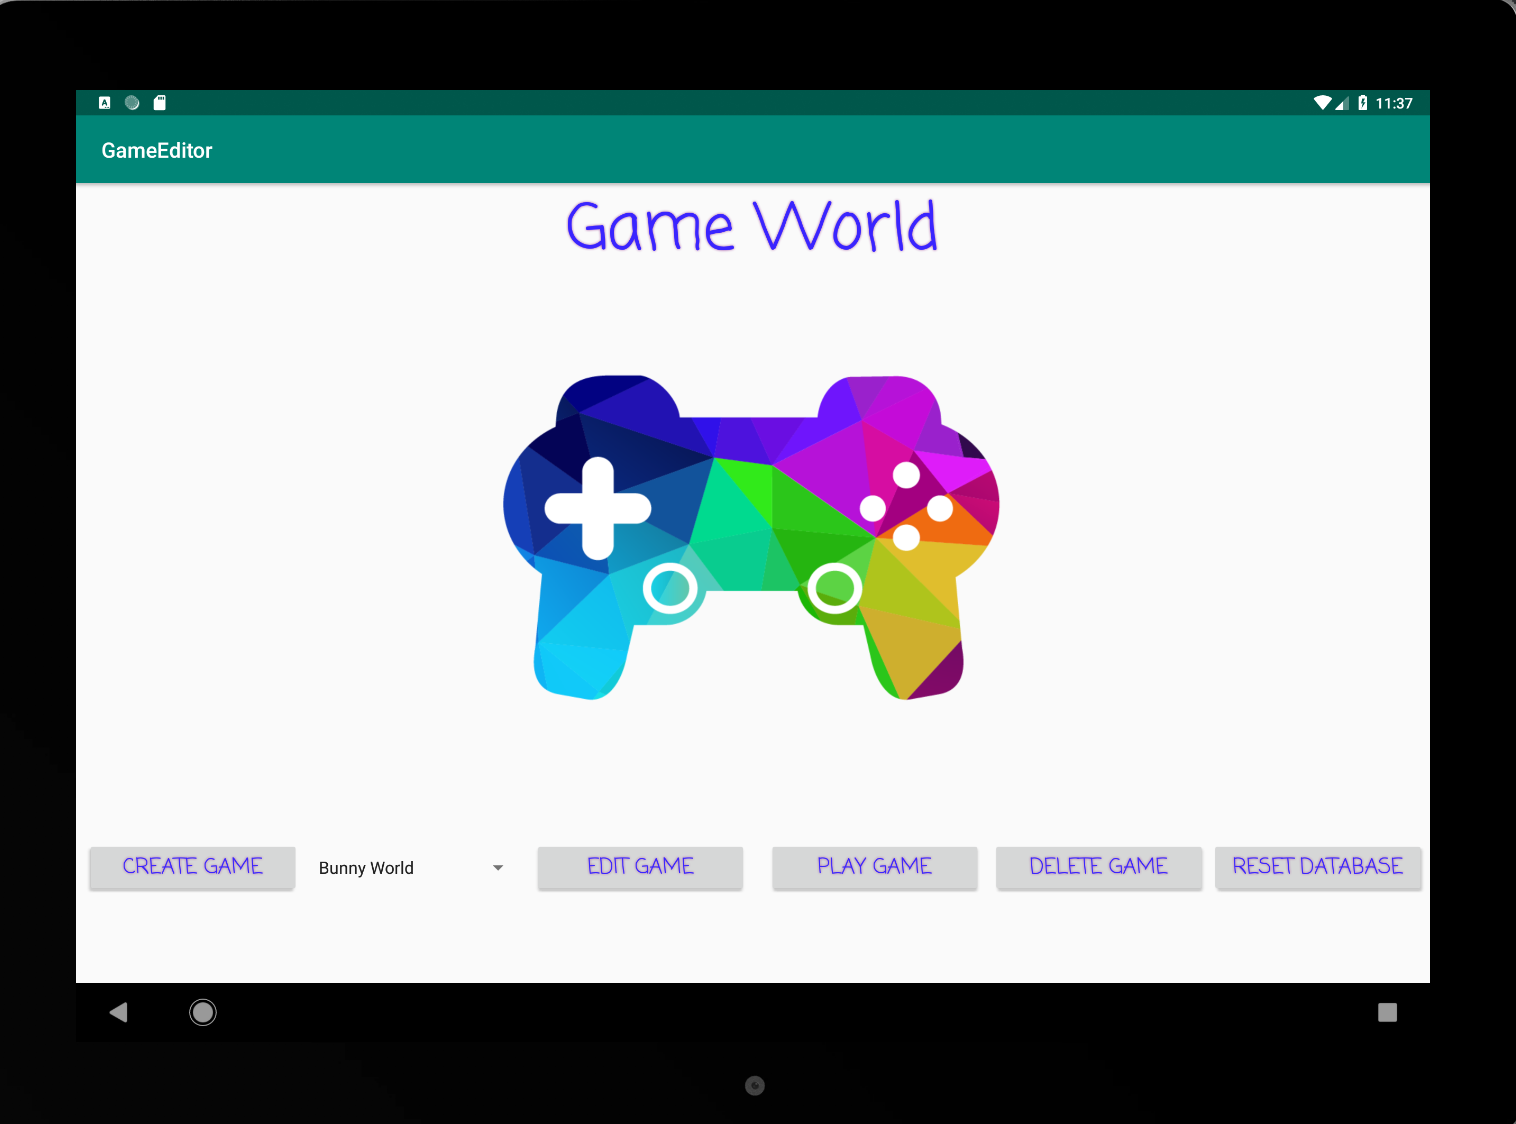 11:37
GameEditor
Game World
CREATE GAME Bunny World EDIT GAME PLAY GAME DELETE GAME RESET DATABASE